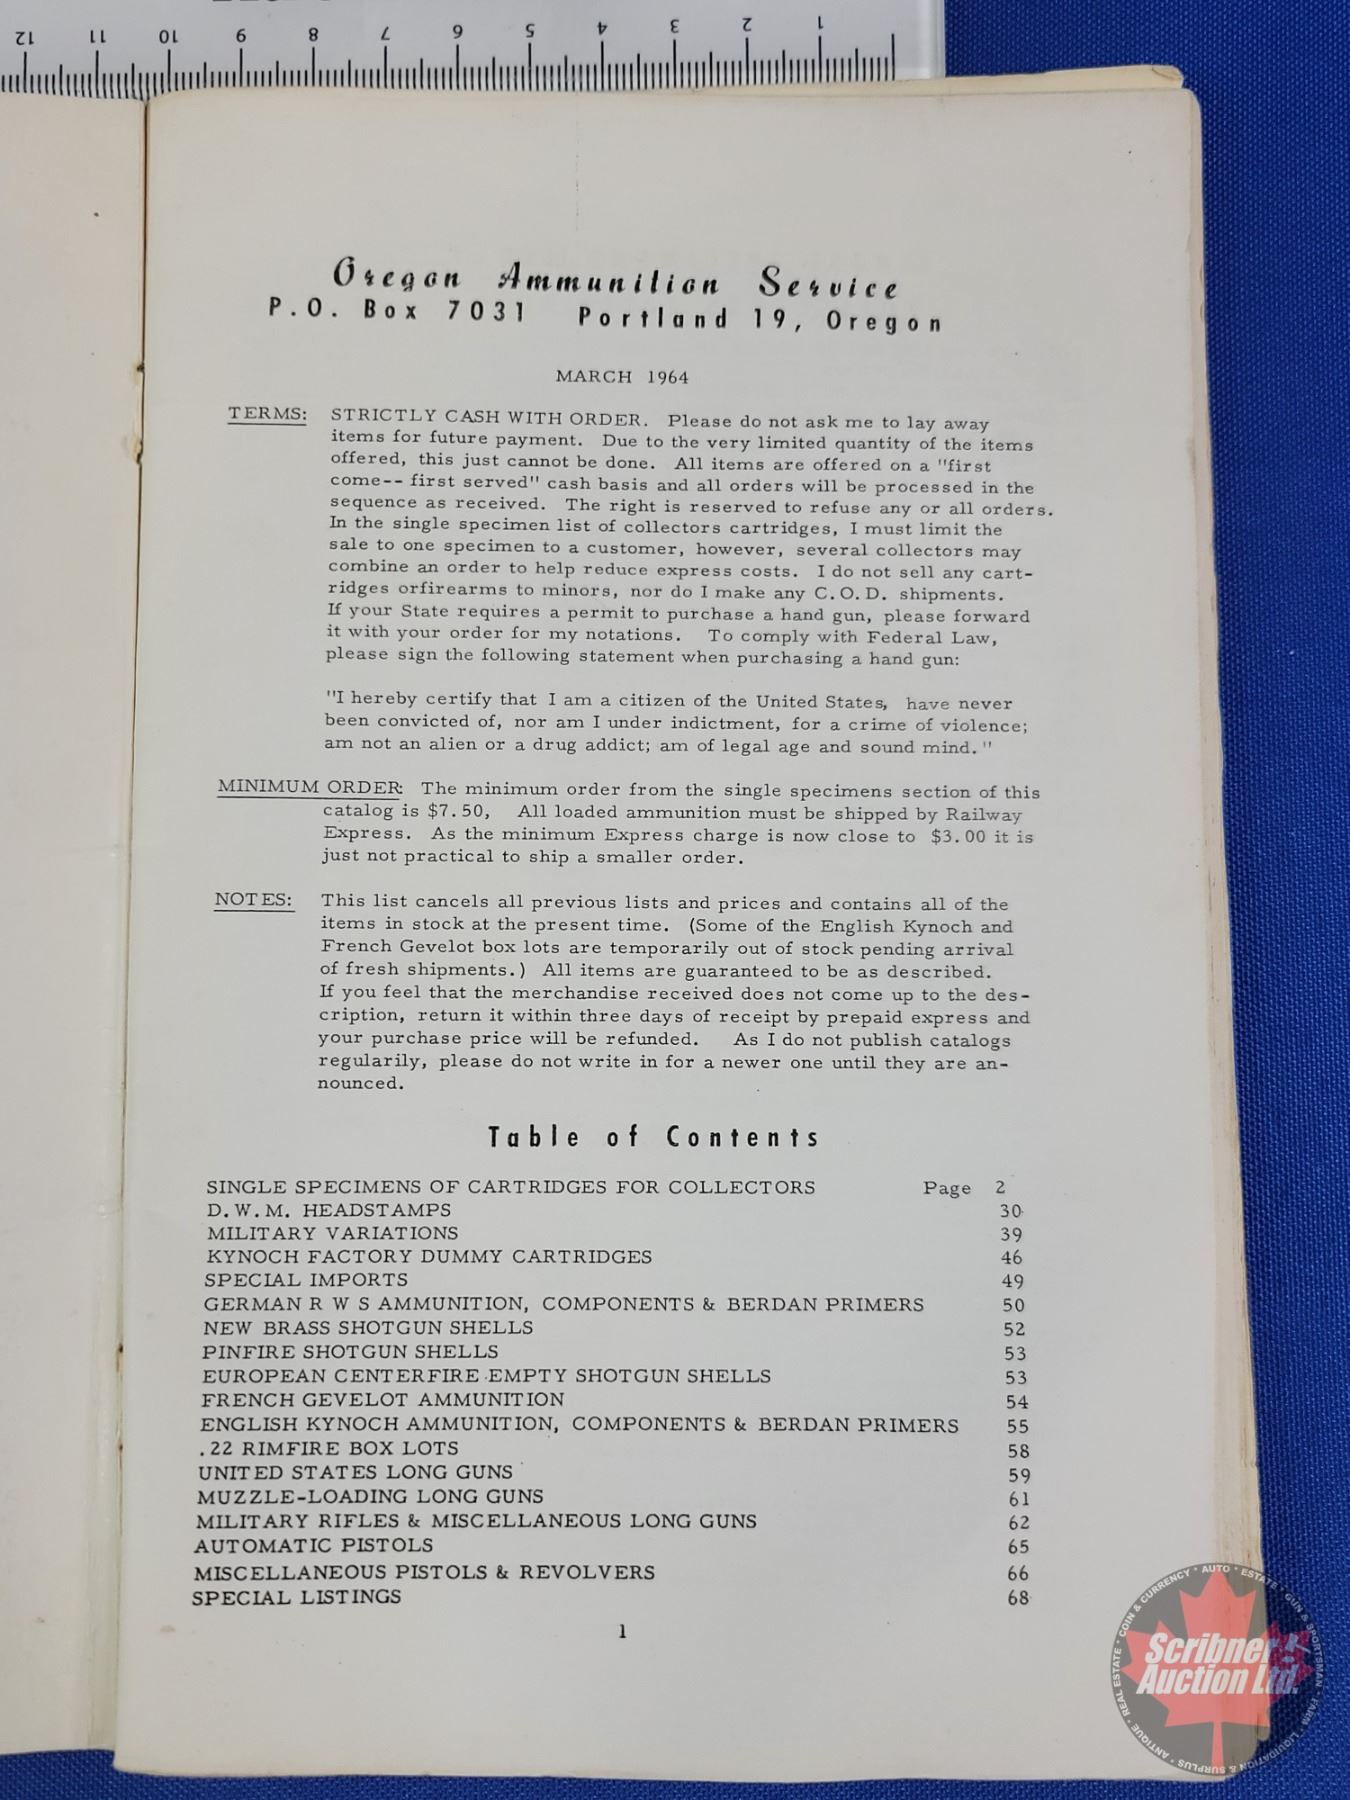 12 11 10 9 8 7 6 5 4 3 2 1
Oregon Ammunition Service
P.O. Box 7031 Portland 19, Oregon
MARCH 1964
TERMS: STRICTLY CASH WITH ORDER. Please do not ask me to lay away
items for future payment. Due to the very limited quantity of the items
offered, this just cannot be done. All items are offered on a "first
come-- first served" cash basis and all orders will be processed in the
sequence as received. The right is reserved to refuse any or all orders.
In the single specimen list of collectors cartridges, I must limit the
sale to one specimen to a customer, however, several collectors may
combine an order to help reduce express costs. I do not sell any cart-
ridges orfirearms to minors, nor do I make any C.O.D. shipments.
If your State requires a permit to purchase a hand gun, please forward
it with your order for my notations. To comply with Federal Law,
please sign the following statement when purchasing a hand gun:
"I hereby certify that I am a citizen of the United States, have never
been convicted of, nor am I under indictment, for a crime of violence;
am not an alien or a drug addict; am of legal age and sound mind."
MINIMUM ORDER: The minimum order from the single specimens section of this
catalog is $7.50, All loaded ammunition must be shipped by Railway
Express. As the minimum Express charge is now close to $3.00 it is
just not practical to ship a smaller order.
NOTES: This list cancels all previous lists and prices and contains all of the
items in stock at the present time. (Some of the English Kynoch and
French Gevelot box lots are temporarily out of stock pending arrival
of fresh shipments.) All items are guaranteed to be as described.
If you feel that the merchandise received does not come up to the des-
cription, return it within three days of receipt by prepaid express and
your purchase price will be refunded. As I do not publish catalogs
regularily, please do not write in for a newer one until they are an-
nounced.
Table of Contents
SINGLE SPECIMENS OF CARTRIDGES FOR COLLECTORS Page 2
D.W.M. HEADSTAMPS 30
MILITARY VARIATIONS 39
KYNOCH FACTORY DUMMY CARTRIDGES 46
SPECIAL IMPORTS 49
GERMAN R W S AMMUNITION, COMPONENTS & BERDAN PRIMERS 50
NEW BRASS SHOTGUN SHELLS 52
PINFIRE SHOTGUN SHELLS 53
EUROPEAN CENTERFIRE EMPTY SHOTGUN SHELLS 53
FRENCH GEVELOT AMMUNITION 54
ENGLISH KYNOCH AMMUNITION, COMPONENTS & BERDAN PRIMERS 55
.22 RIMFIRE BOX LOTS 58
UNITED STATES LONG GUNS 59
MUZZLE-LOADING LONG GUNS 61
MILITARY RIFLES & MISCELLANEOUS LONG GUNS 62
AUTOMATIC PISTOLS 65
MISCELLANEOUS PISTOLS & REVOLVERS 66
SPECIAL LISTINGS 68
1
Scribner
Auction Ltd.
REAL ESTATE • COIN & CURRENCY • AUTO • ESTATE • GUN & SPORTSMAN • FARM • LIQUIDATION & SURPLUS • ANTIQUE •